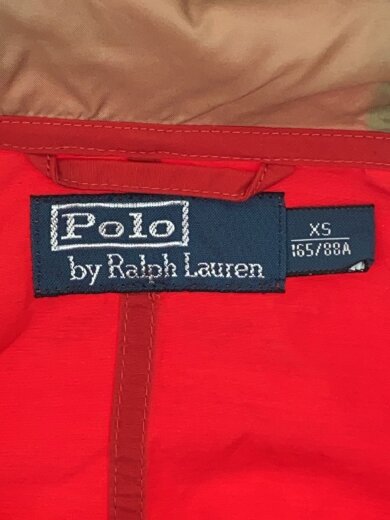 Polo
by Ralph Lauren
XS
165/88A